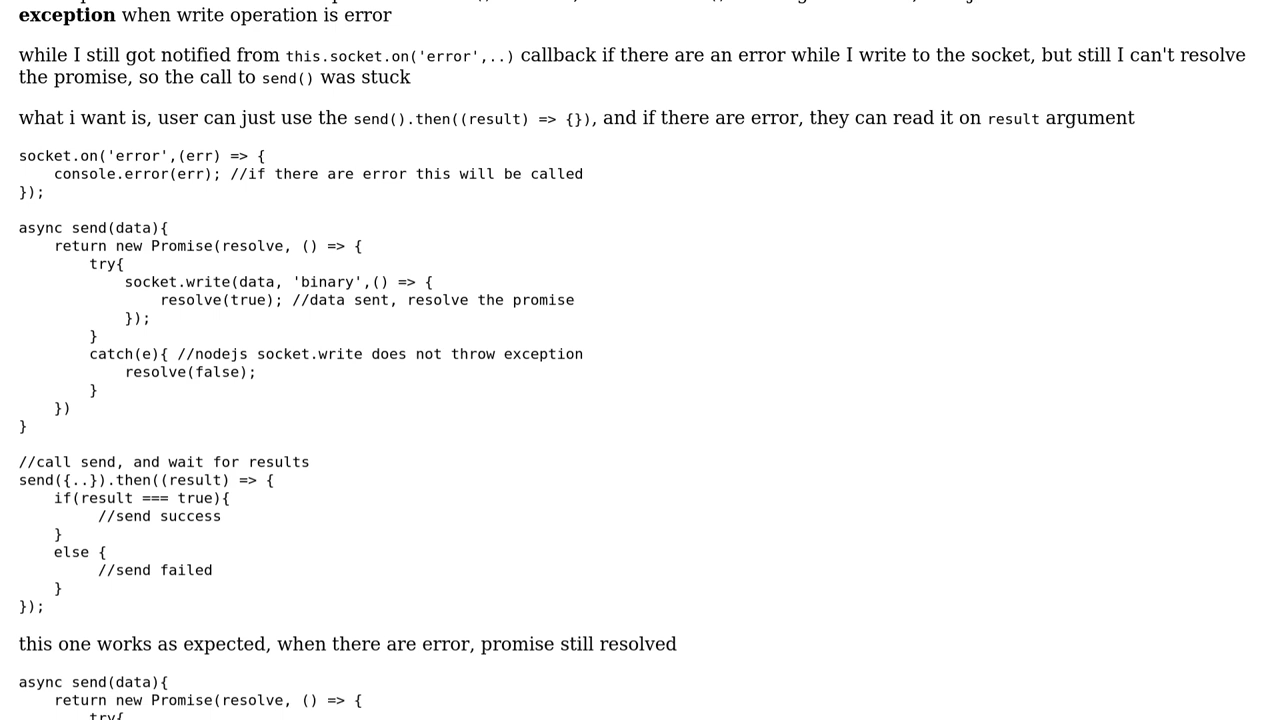 exception when write operation is error
while I still got notified from this.socket.on('error',..) callback if there are an error while I write to the socket, but still I can't resolve
the promise, so the call to send() was stuck
what i want is, user can just use the send().then((result) => {}), and if there are error, they can read it on result argument
socket.on('error',(err) => {
    console.error(err); //if there are error this will be called
});
async send(data){
    return new Promise(resolve, () => {
        try{
            socket.write(data, 'binary',() => {
                resolve(true); //data sent, resolve the promise
            });
        }
        catch(e){ //nodejs socket.write does not throw exception
            resolve(false);
        }
    })
}
//call send, and wait for results
send({..}).then((result) => {
    if(result === true){
         //send success
    }
    else {
         //send failed
    }
});
this one works as expected, when there are error, promise still resolved
async send(data){
    return new Promise(resolve, () => {
        try{